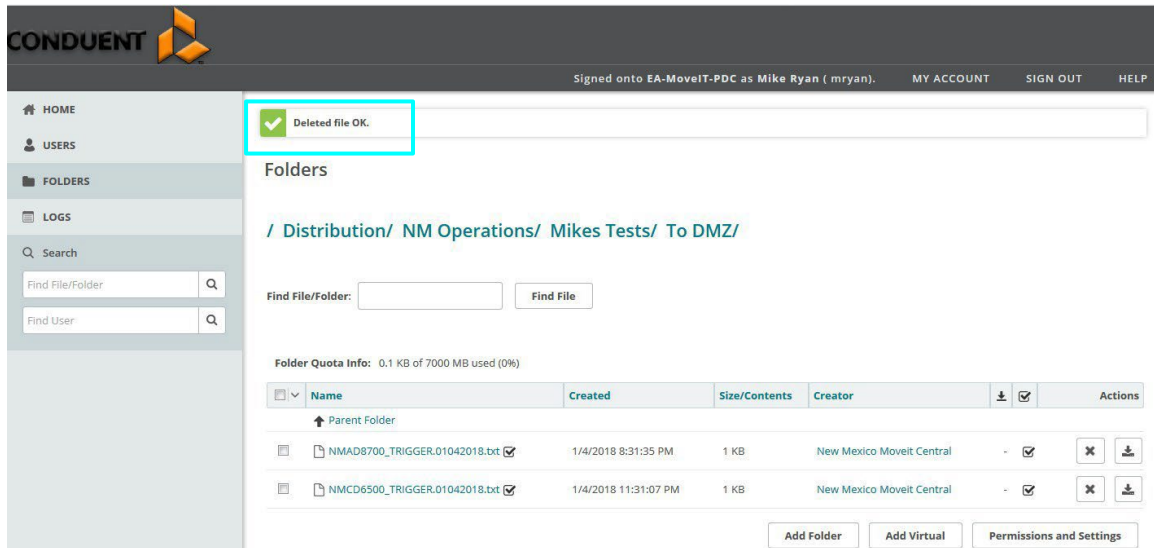 CONDUENT
Signed onto EA-MoveIT-PDC as Mike Ryan ( mryan). MY ACCOUNT SIGN OUT HELP
HOME
USERS
FOLDERS
LOGS
Search
Find File/Folder
Find User
Deleted file OK.
Folders
/ Distribution/ NM Operations/ Mikes Tests/ To DMZ/
Find File/Folder: Find File
Folder Quota Info: 0.1 KB of 7000 MB used (0%)
Name Created Size/Contents Creator Actions
Parent Folder
NMAD8700_TRIGGER.01042018.txt 1/4/2018 8:31:35 PM 1 KB New Mexico Moveit Central -
NMCD6500_TRIGGER.01042018.txt 1/4/2018 11:31:07 PM 1 KB New Mexico Moveit Central -
Add Folder Add Virtual Permissions and Settings